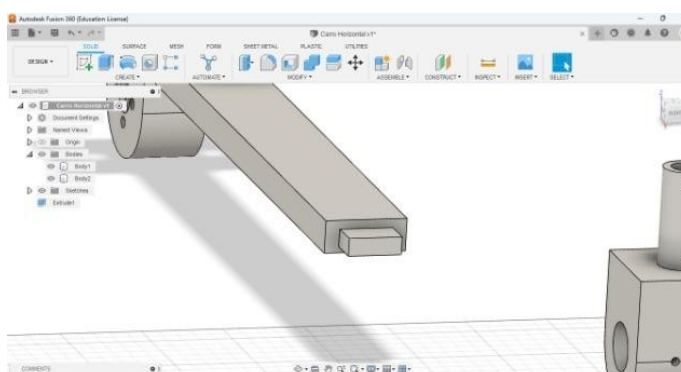 Autodesk Fusion 360 (Education License)
Carro Horizontal v1*
SOLID SURFACE MESH FORM SHEET METAL PLASTIC UTILITIES
DESIGN
CREATE AUTOMATE MODIFY ASSEMBLE CONSTRUCT INSPECT INSERT SELECT
BROWSER
Carro Horizontal v1
Document Settings
Named Views
Origin
Bodies
Body1
Body2
Sketches
Extrude1
COMMENTS